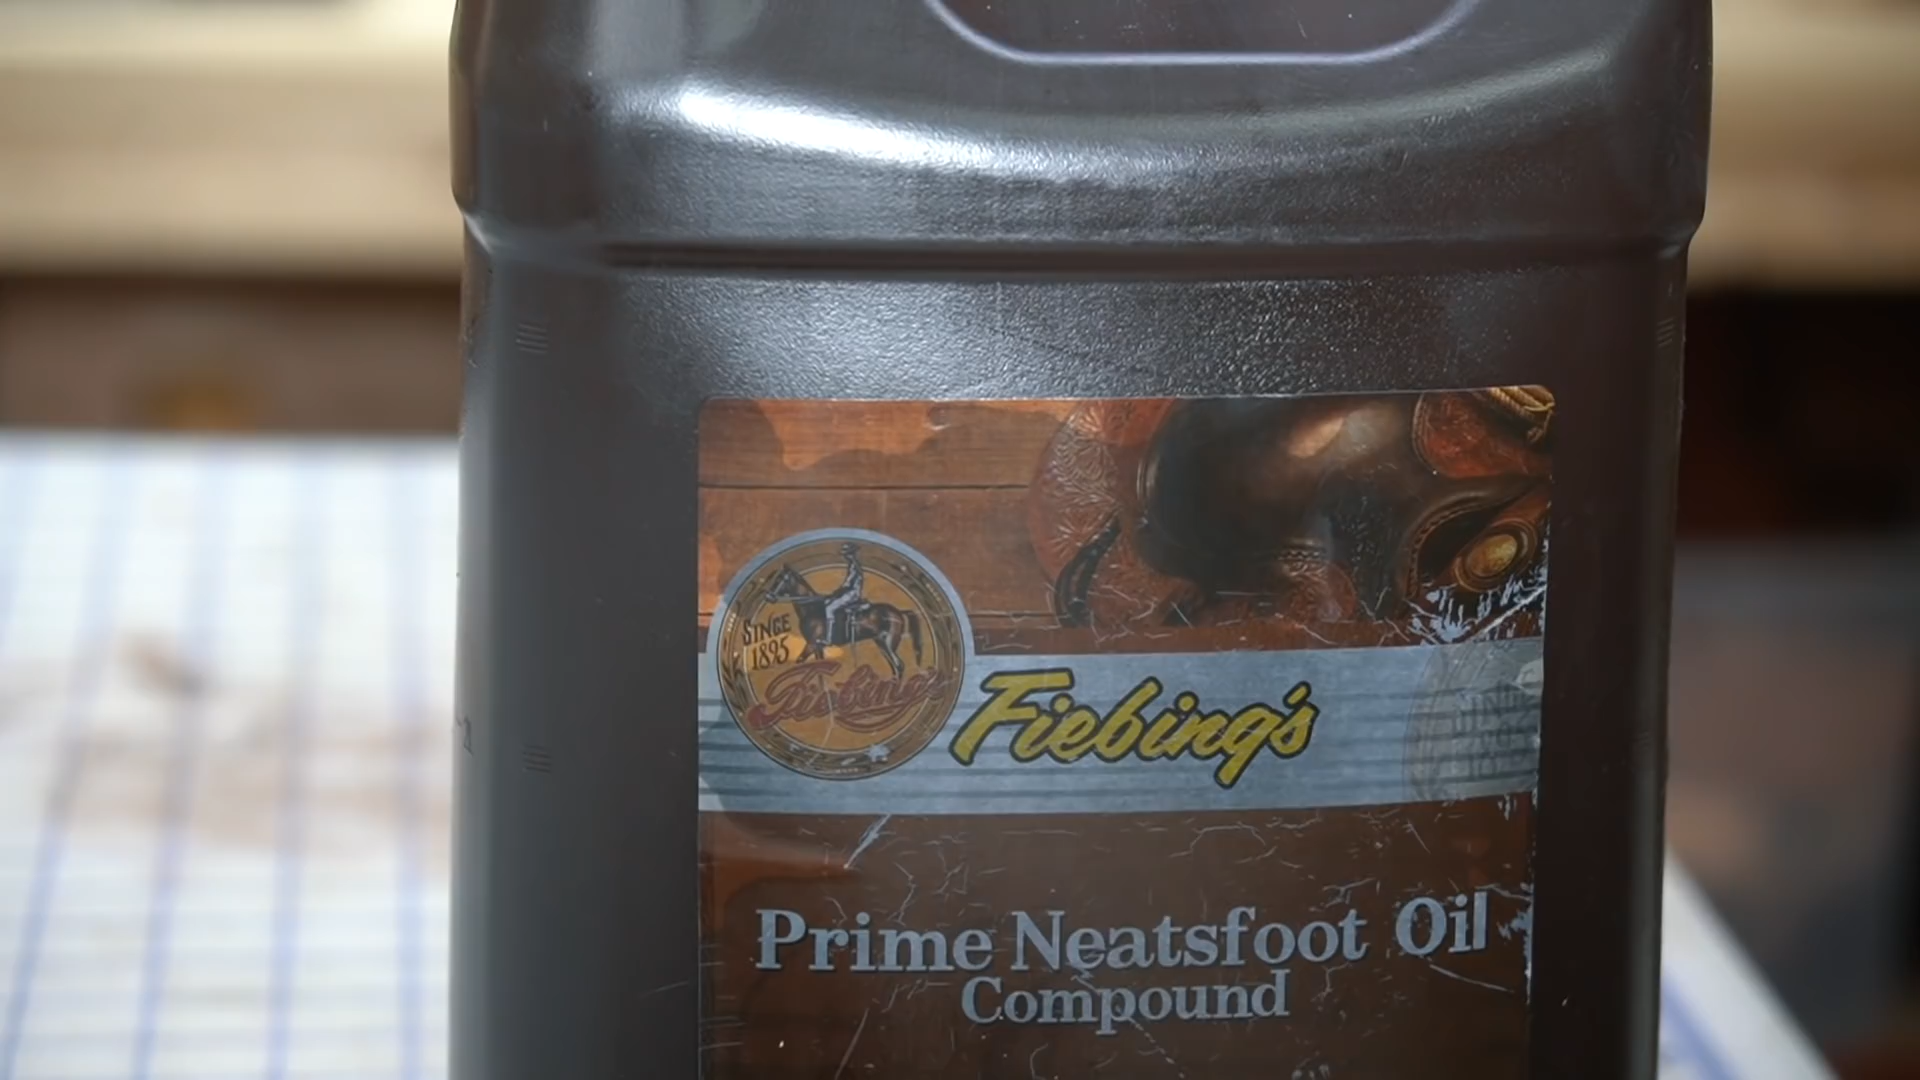 SINCE
1895
Fiebing's
Fiebing's
Prime Neatsfoot Oil
Compound